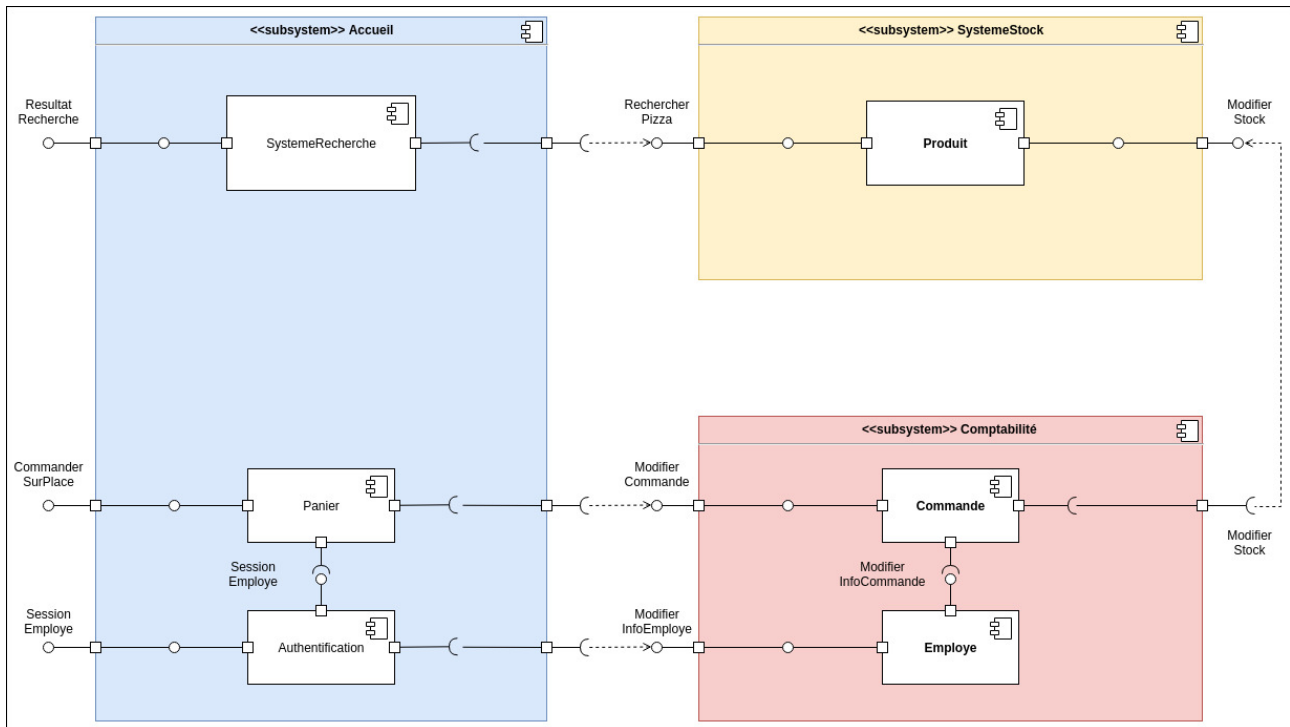 <<subsystem>> Accueil
<<subsystem>> SystemeStock
Resultat
Recherche
SystemeRecherche
Rechercher
Pizza
Produit
Modifier
Stock
<<subsystem>> Comptabilité
Commander
SurPlace
Panier
Modifier
Commande
Commande
Modifier
Stock
Session
Employe
Modifier
InfoCommande
Session
Employe
Authentification
Modifier
InfoEmploye
Employe